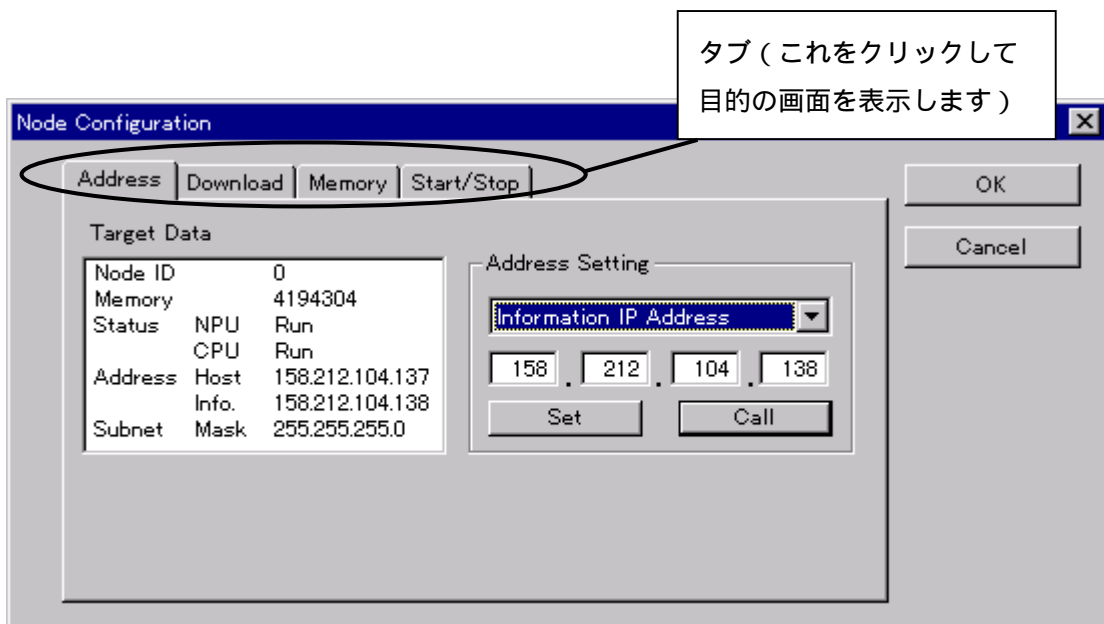 タブ（これをクリックして
目的の画面を表示します）
Node Configuration
Address Download Memory Start/Stop
OK
Cancel
Target Data
Node ID 0
Memory 4194304
Status NPU Run
CPU Run
Address Host 158.212.104.137
Info. 158.212.104.138
Subnet Mask 255.255.255.0
Address Setting
Information IP Address
158 . 212 . 104 . 138
Set Call